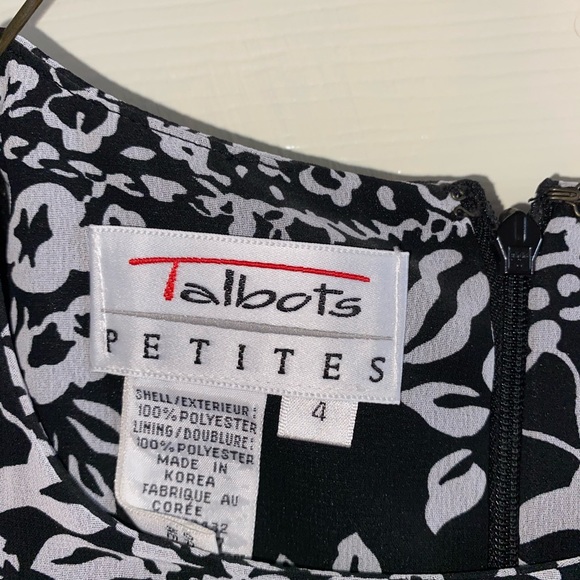 Talbots
PETITES
4
SHELL/EXTERIEUR:
100% POLYESTER
LINING/DOUBLURE:
100% POLYESTER
MADE IN
KOREA
FABRIQUE AU
CORÉE